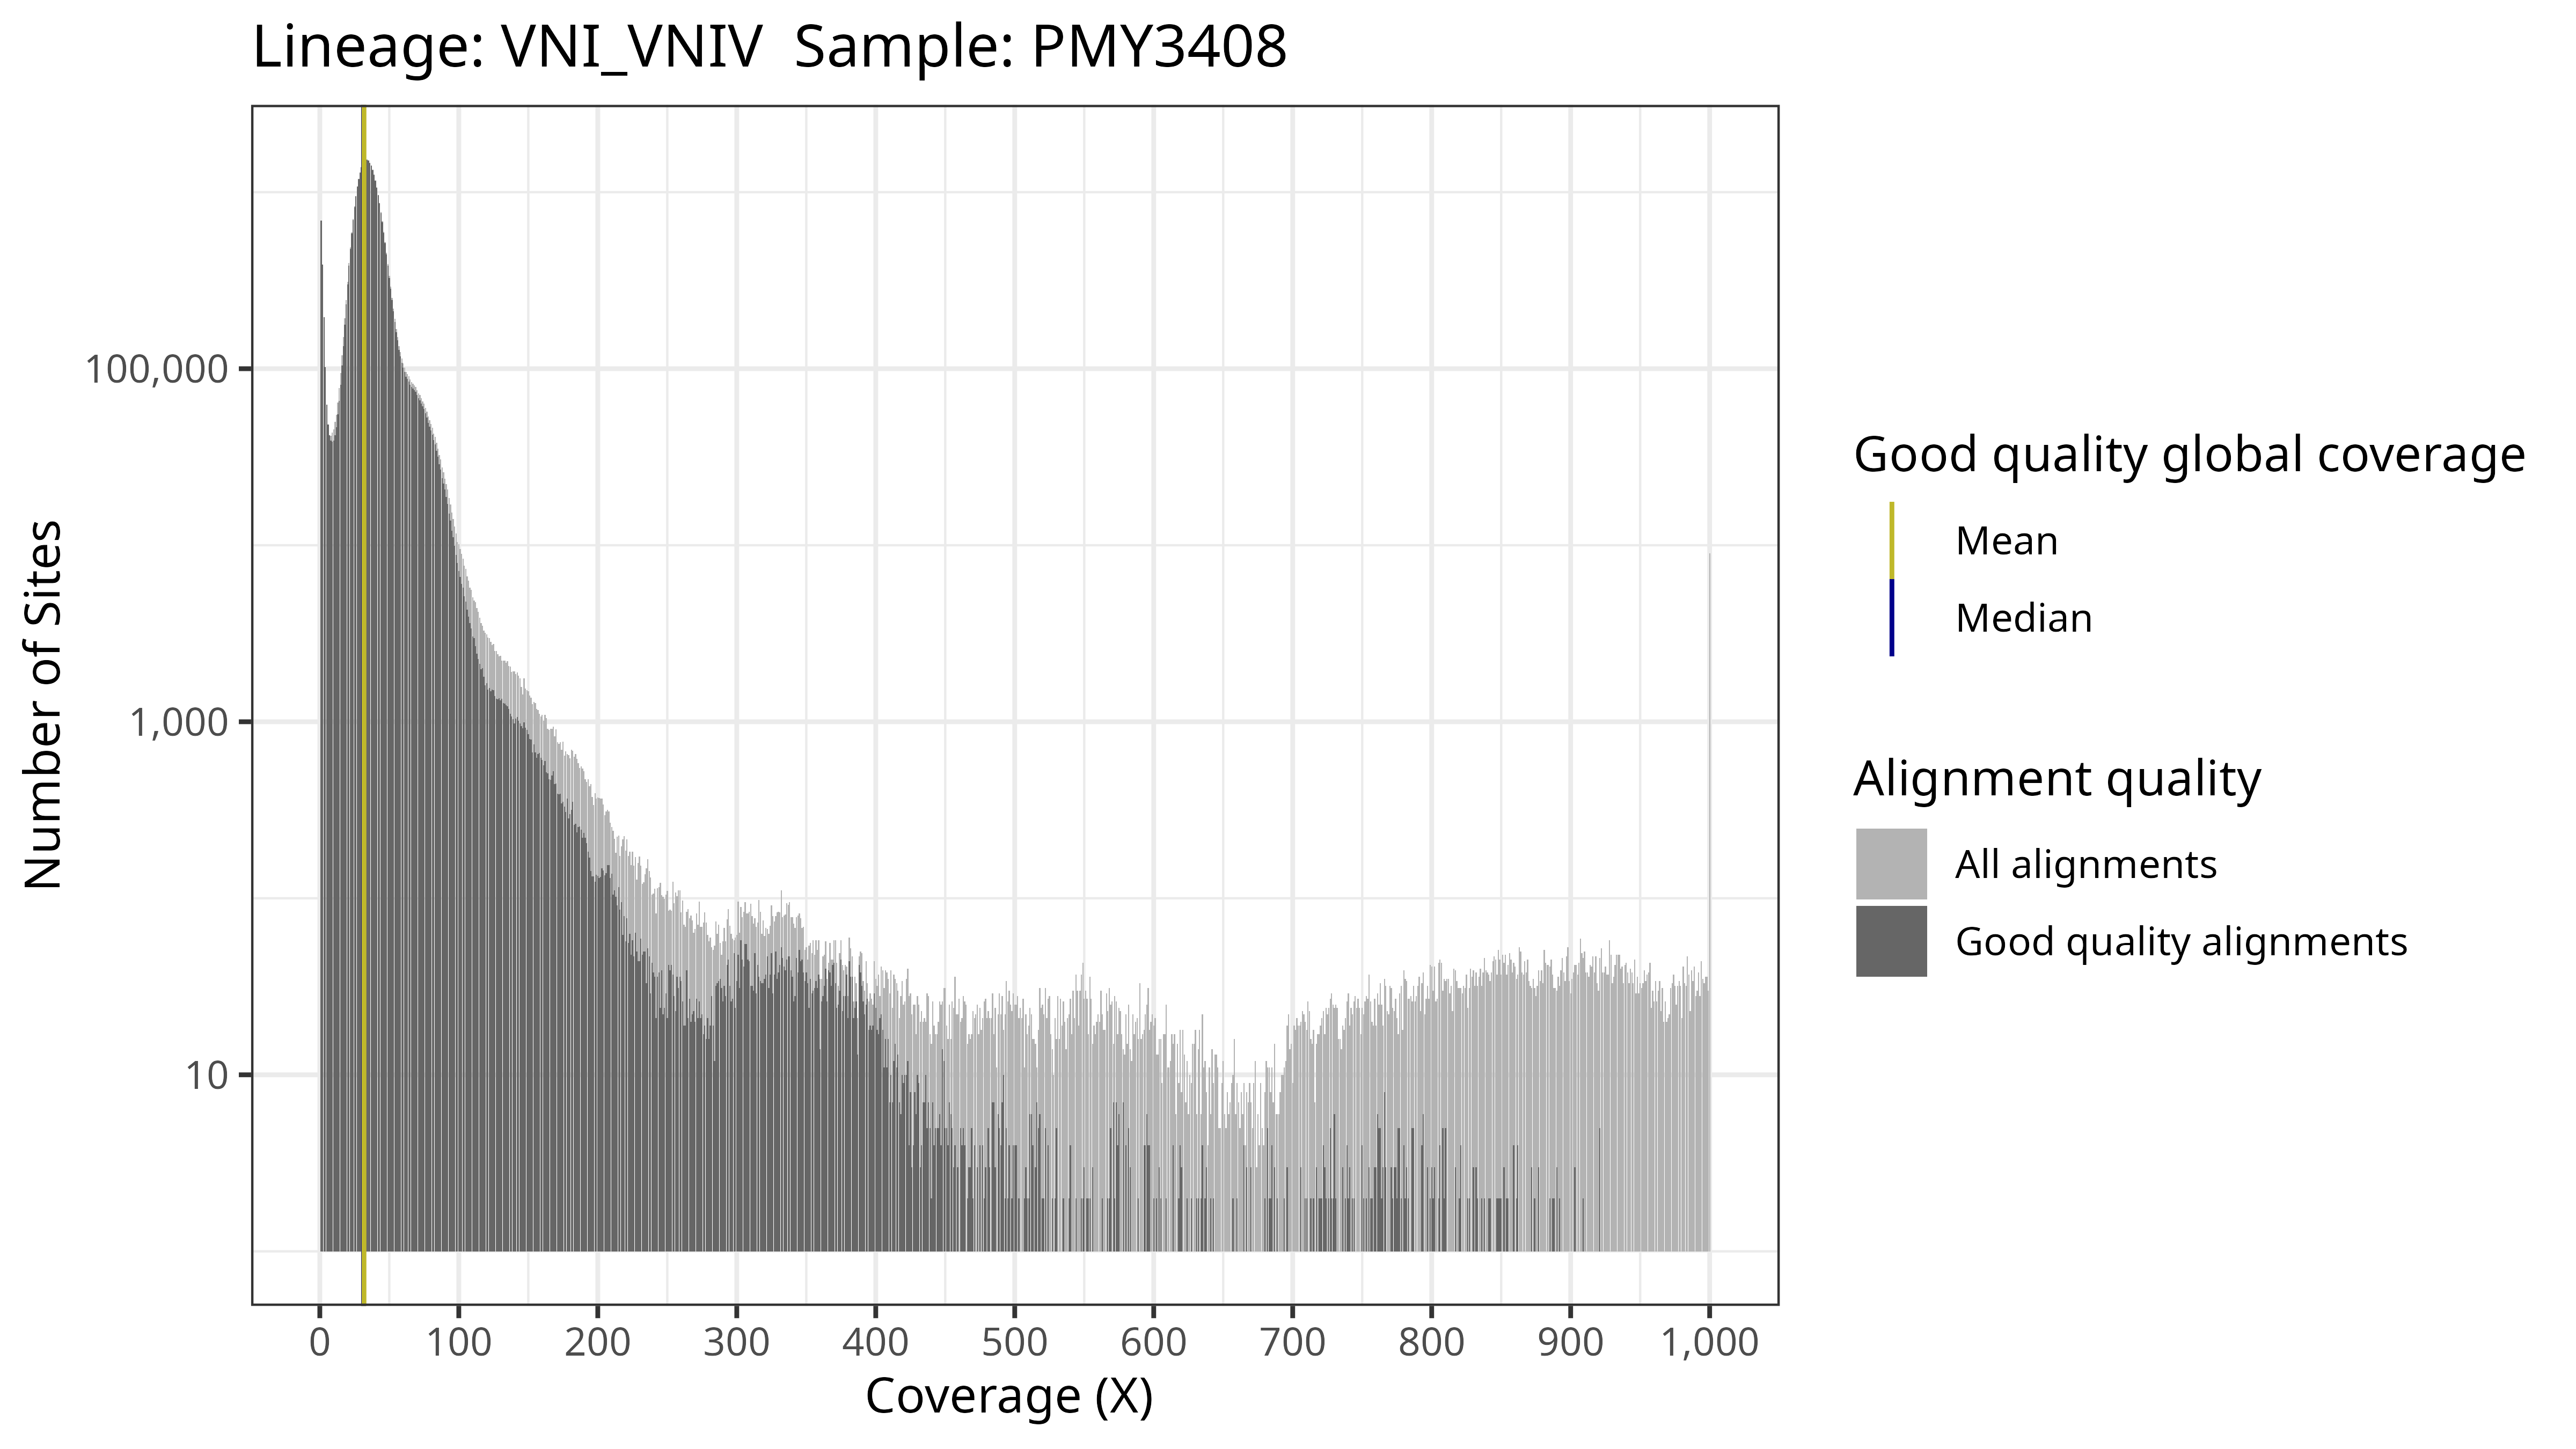 Lineage: VNI_VNIV  Sample: PMY3408
Number of Sites
100,000
1,000
10
0 100 200 300 400 500 600 700 800 900 1,000
Coverage (X)
Good quality global coverage
Mean
Median
Alignment quality
All alignments
Good quality alignments